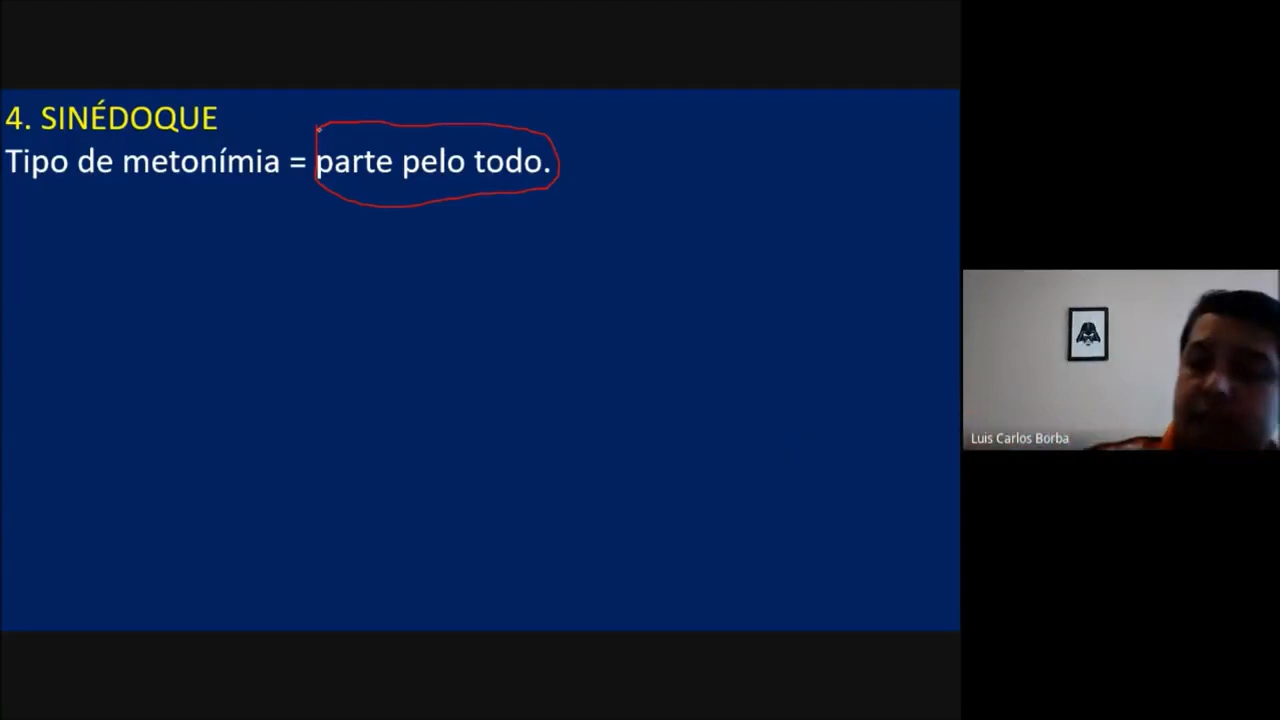 4. SINÉDOQUE
Tipo de metonímia = parte pelo todo.
Luis Carlos Borba